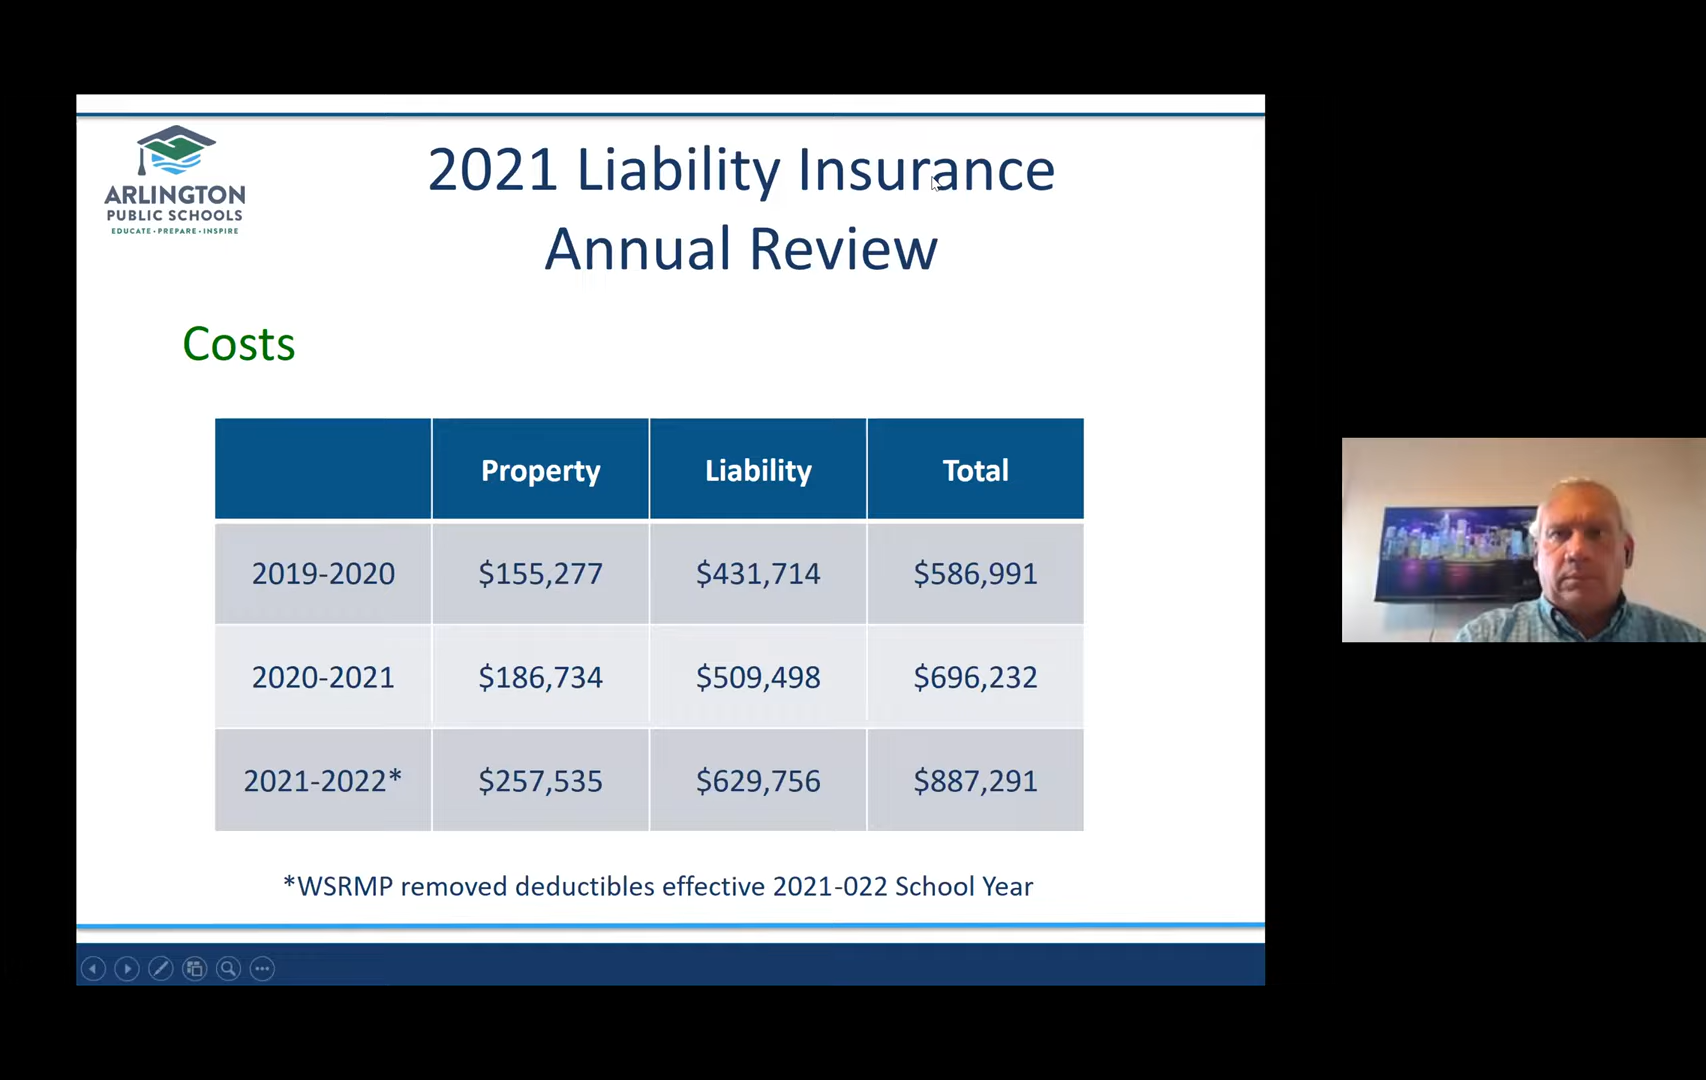 ARLINGTON
PUBLIC SCHOOLS
EDUCATE • PREPARE • INSPIRE
2021 Liability Insurance
Annual Review
Costs
Property Liability Total
2019-2020 $155,277 $431,714 $586,991
2020-2021 $186,734 $509,498 $696,232
2021-2022* $257,535 $629,756 $887,291
*WSRMP removed deductibles effective 2021-022 School Year